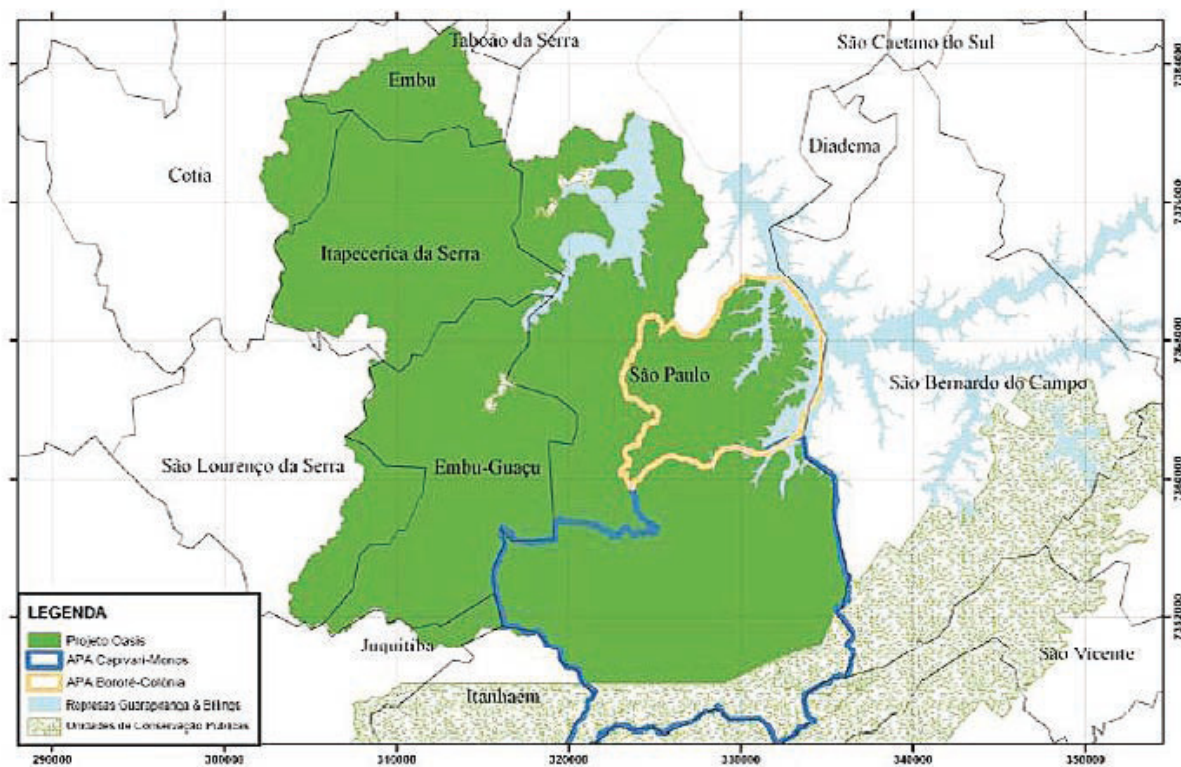 Taboão da Serra
São Caetano do Sul
Embu
Diadema
Cotia
Itapecerica da Serra
São Paulo
São Bernardo do Campo
São Lourenço da Serra
Embu-Guaçu
Juquitiba
São Vicente
Itanhaém
LEGENDA
Projeto Oasis
APA Capivari-Monos
APA Bororé-Colônia
Represas Guarapiranga & Billings
Unidades de Conservação Públicas
290000
300000
310000
320000
330000
340000
350000
7384000
7360000